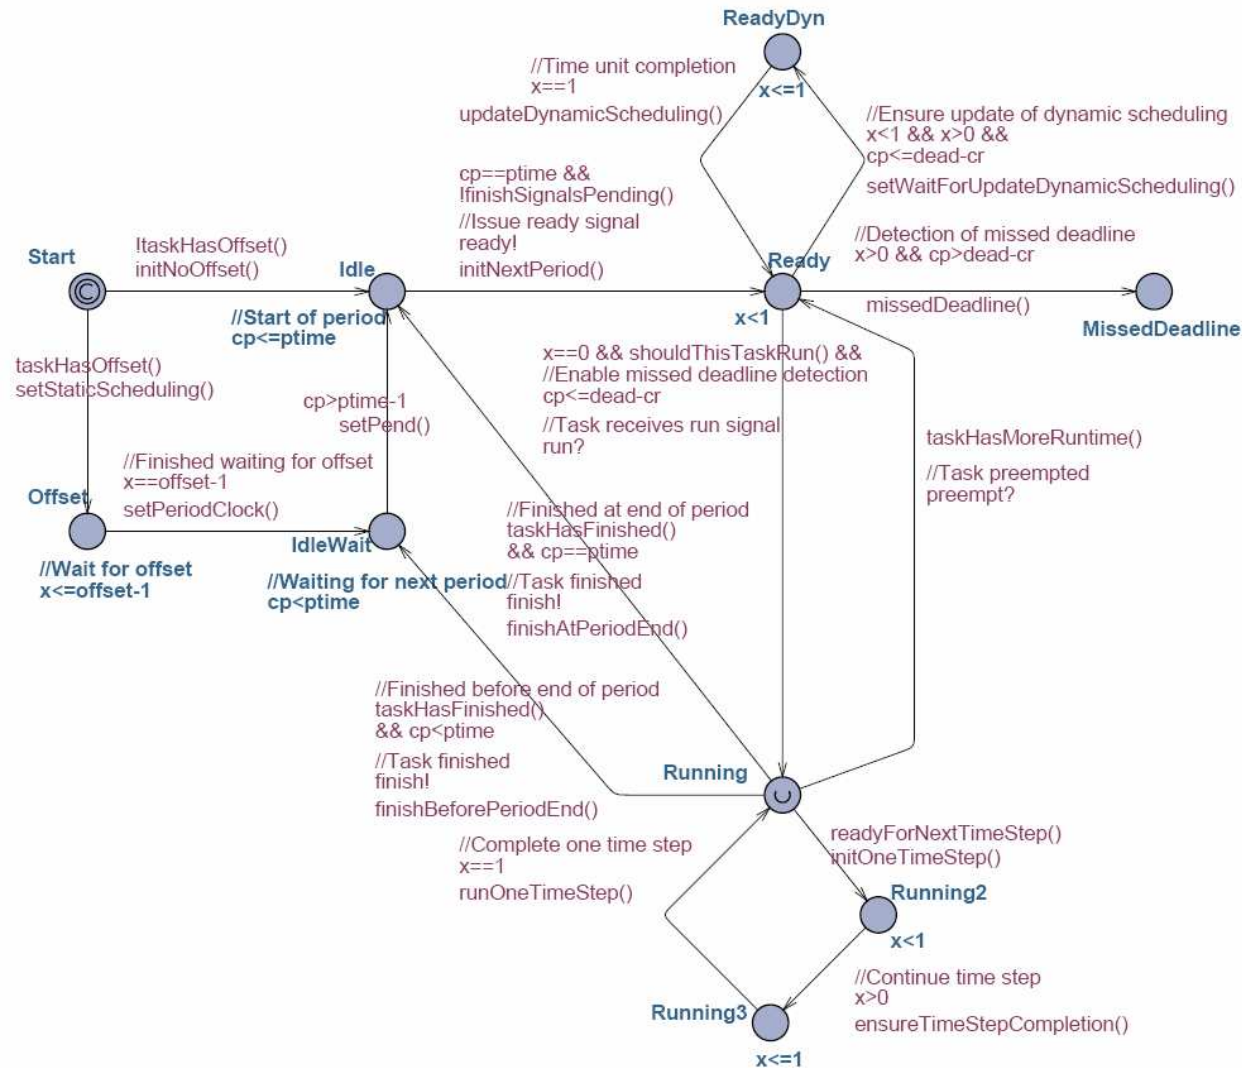 ReadyDyn
//Time unit completion
x==1
updateDynamicScheduling()
x<=1
//Ensure update of dynamic scheduling
x<1 && x>0 &&
cp<=dead-cr
setWaitForUpdateDynamicScheduling()
cp==ptime &&
!finishSignalsPending()
//Issue ready signal
ready!
initNextPeriod()
//Detection of missed deadline
x>0 && cp>dead-cr
Start
!taskHasOffset()
initNoOffset()
Idle
Ready
//Start of period
cp<=ptime
x<1
missedDeadline()
MissedDeadline
taskHasOffset()
setStaticScheduling()
cp>ptime-1
setPend()
x==0 && shouldThisTaskRun() &&
//Enable missed deadline detection
cp<=dead-cr
//Task receives run signal
run?
taskHasMoreRuntime()
//Task preempted
preempt?
//Finished waiting for offset
x==offset-1
setPeriodClock()
Offset
IdleWait
//Wait for offset
x<=offset-1
//Waiting for next period
cp<ptime
//Finished at end of period
taskHasFinished()
&& cp==ptime
//Task finished
finish!
finishAtPeriodEnd()
//Finished before end of period
taskHasFinished()
&& cp<ptime
//Task finished
finish!
finishBeforePeriodEnd()
Running
//Complete one time step
x==1
runOneTimeStep()
readyForNextTimeStep()
initOneTimeStep()
Running2
x<1
//Continue time step
x>0
ensureTimeStepCompletion()
Running3
x<=1